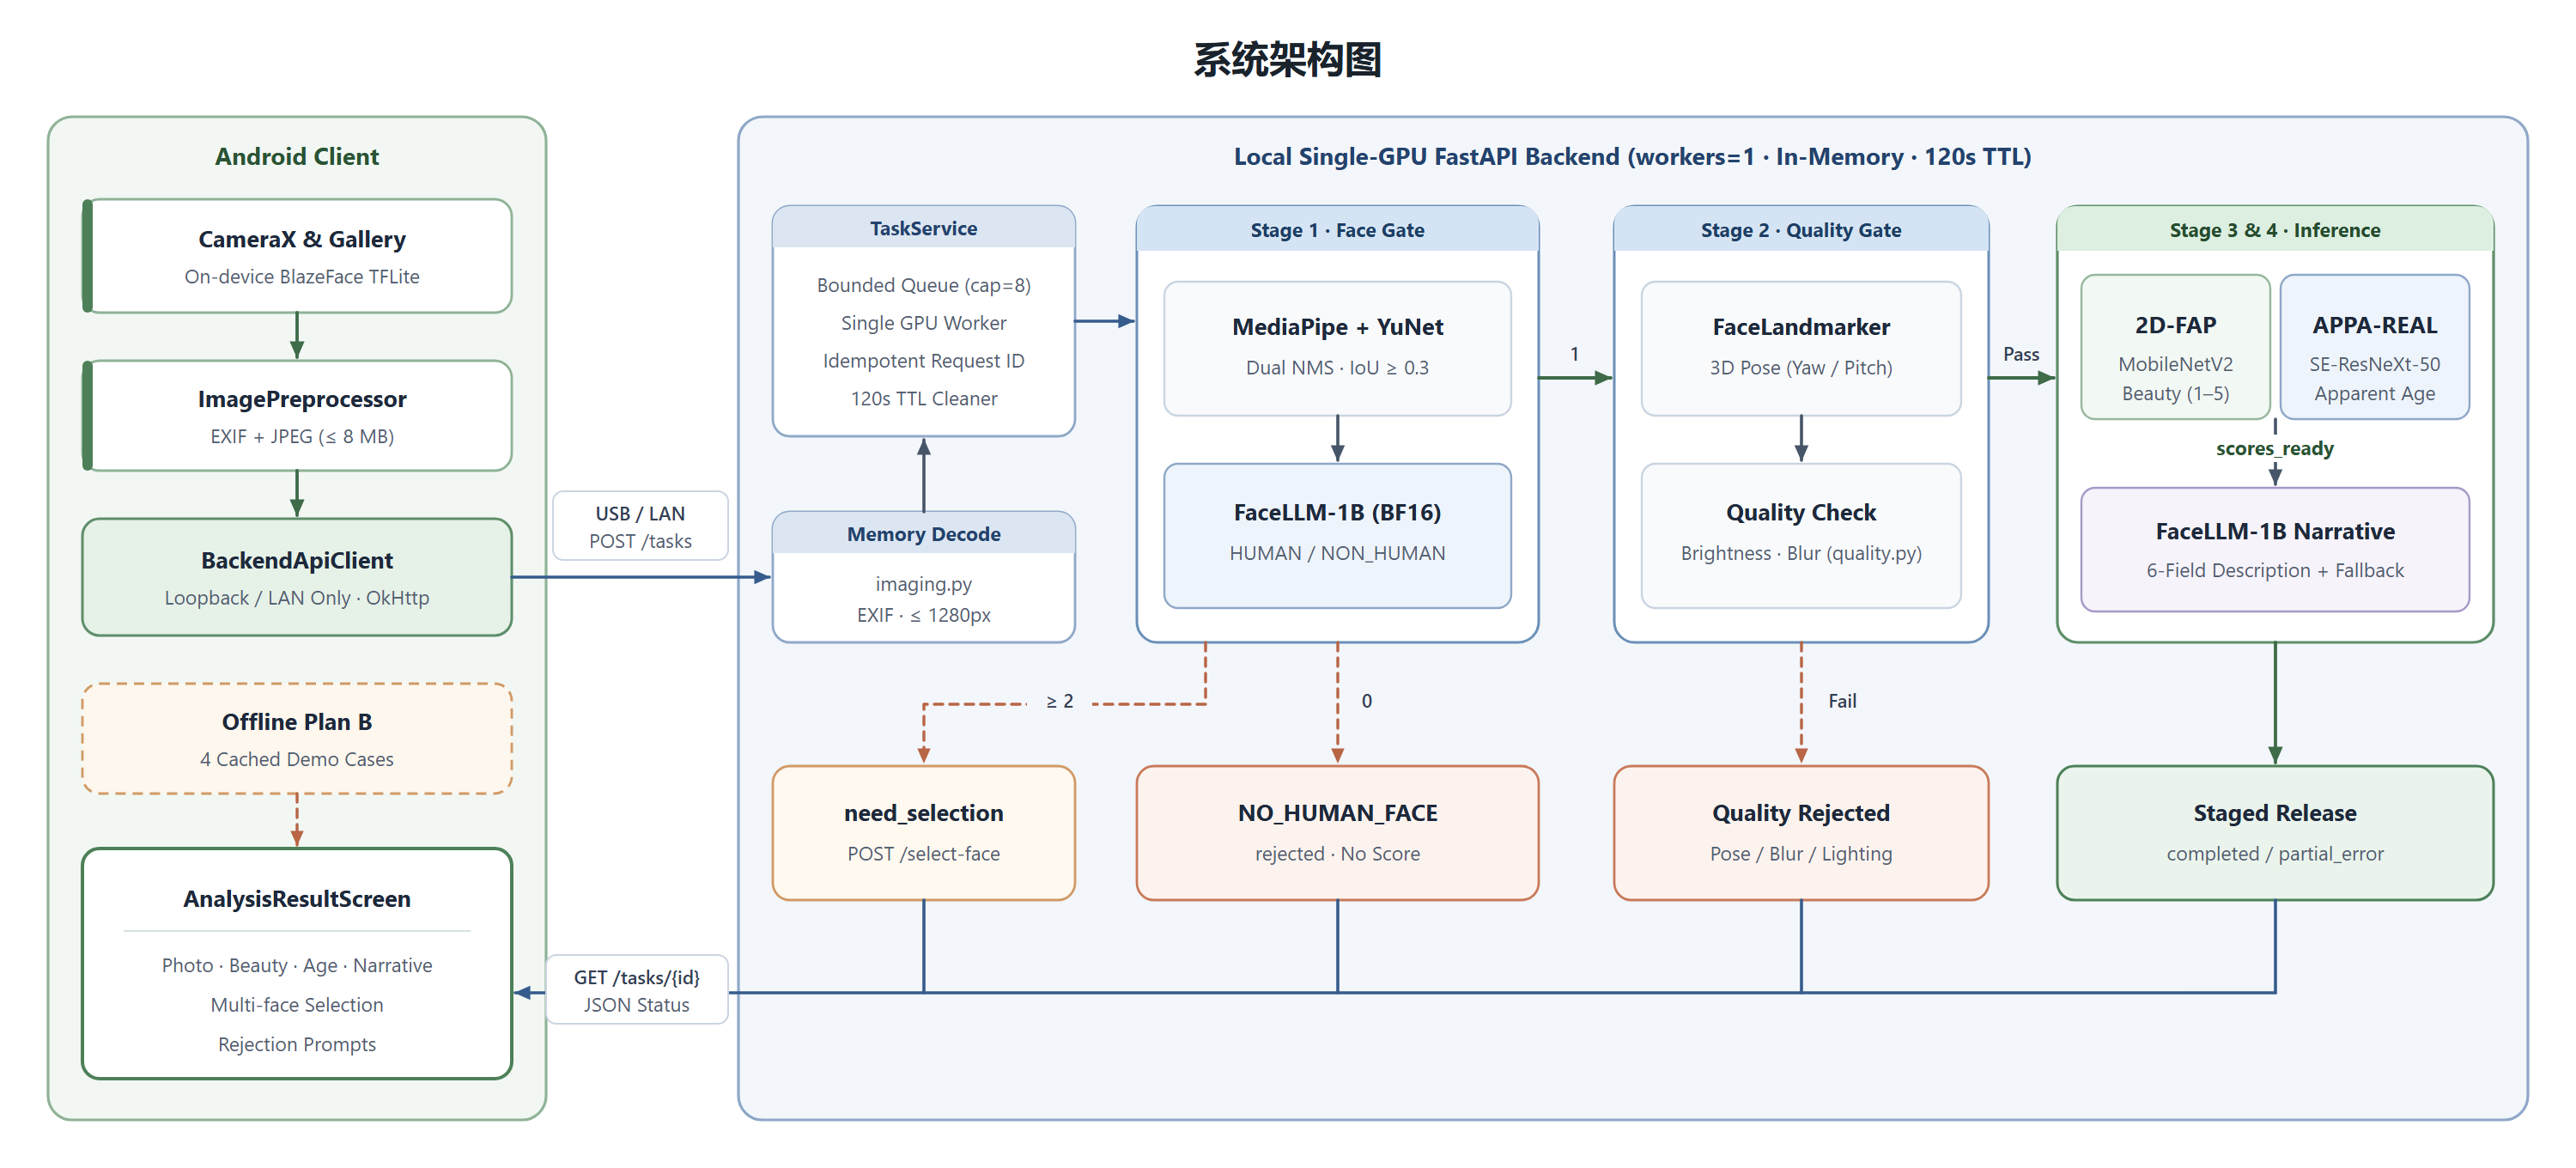 系统架构图
Android Client
CameraX & Gallery
On-device BlazeFace TFLite
ImagePreprocessor
EXIF + JPEG (≤ 8 MB)
BackendApiClient
Loopback / LAN Only · OkHttp
Offline Plan B
4 Cached Demo Cases
AnalysisResultScreen
Photo · Beauty · Age · Narrative
Multi-face Selection
Rejection Prompts
USB / LAN
POST /tasks
GET /tasks/{id}
JSON Status
Local Single-GPU FastAPI Backend (workers=1 · In-Memory · 120s TTL)
TaskService
Bounded Queue (cap=8)
Single GPU Worker
Idempotent Request ID
120s TTL Cleaner
Memory Decode
imaging.py
EXIF · ≤ 1280px
Stage 1 · Face Gate
MediaPipe + YuNet
Dual NMS · IoU ≥ 0.3
FaceLLM-1B (BF16)
HUMAN / NON_HUMAN
1
Stage 2 · Quality Gate
FaceLandmarker
3D Pose (Yaw / Pitch)
Quality Check
Brightness · Blur (quality.py)
Pass
Stage 3 & 4 · Inference
2D-FAP
MobileNetV2
Beauty (1–5)
APPA-REAL
SE-ResNeXt-50
Apparent Age
scores_ready
FaceLLM-1B Narrative
6-Field Description + Fallback
≥ 2
0
Fail
need_selection
POST /select-face
NO_HUMAN_FACE
rejected · No Score
Quality Rejected
Pose / Blur / Lighting
Staged Release
completed / partial_error